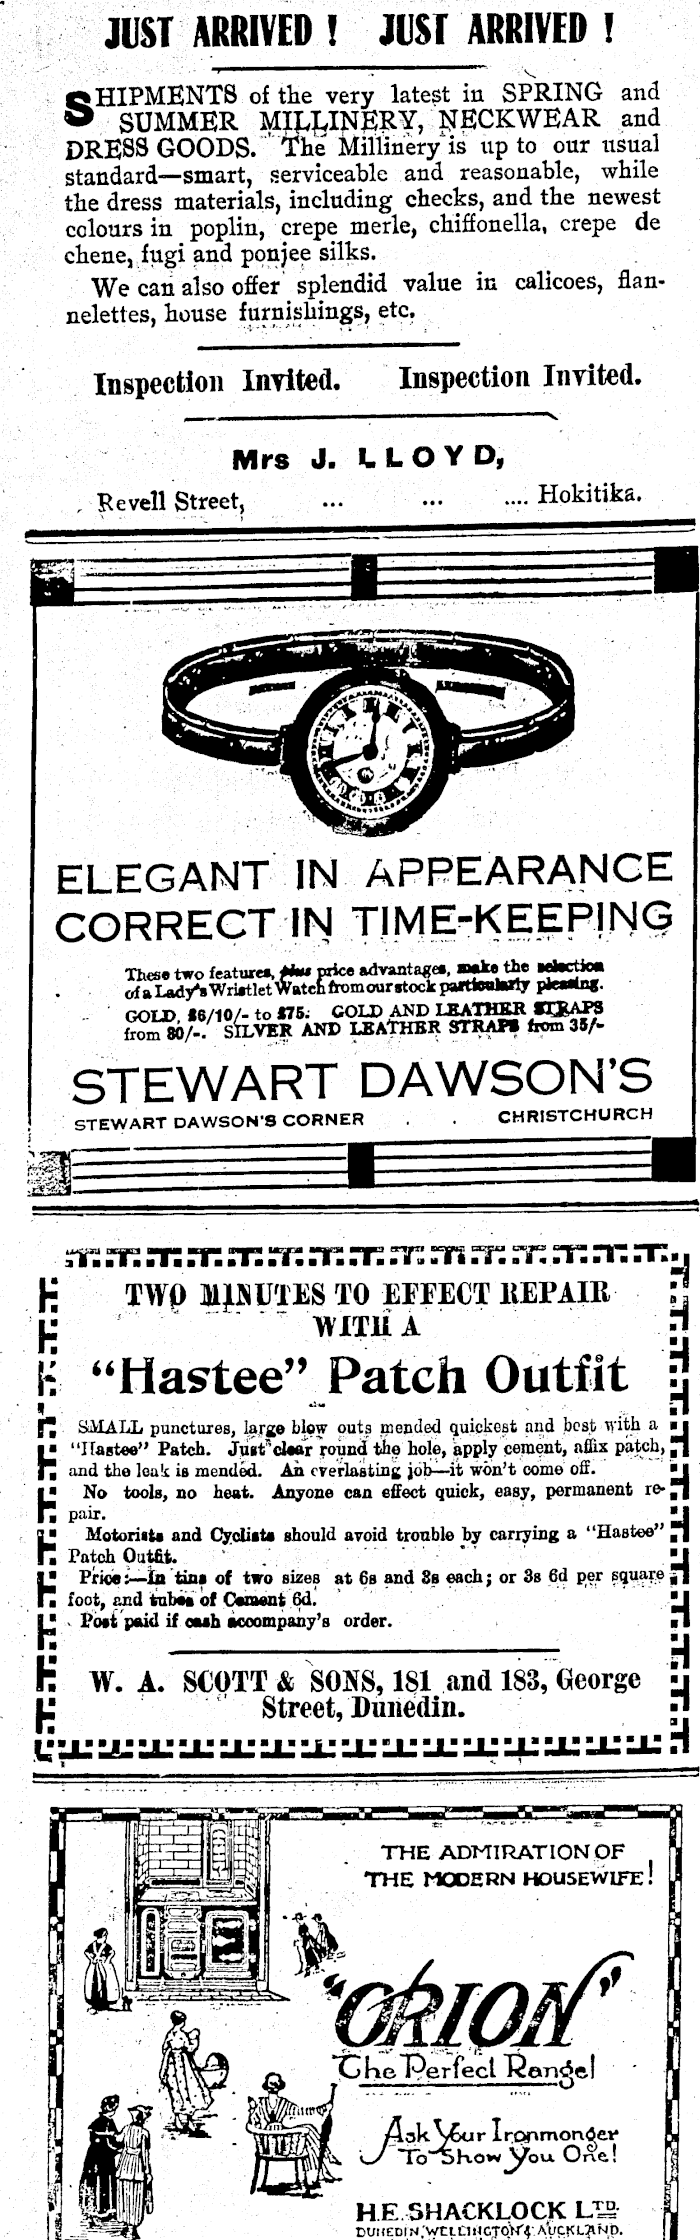 JUST ARRIVED ! JUST ARRIVED !
SHIPMENTS of the very latest in SPRING and
SUMMER MILLINERY, NECKWEAR and
DRESS GOODS. The Millinery is up to our usual
standard—smart, serviceable and reasonable, while
the dress materials, including checks, and the newest
colours in poplin, crepe merle, chiffonella, crepe de
chene, fugi and ponjee silks.
We can also offer splendid value in calicoes, flan-
nelettes, house furnishings, etc.
Inspection Invited. Inspection Invited.
Mrs J. LLOYD,
Revell Street, ... ... .... Hokitika.
ELEGANT IN APPEARANCE
CORRECT IN TIME-KEEPING
These two features, plus price advantages, make the selection
of a Lady's Wristlet Watch from our stock particularly pleasing.
GOLD, £6/10/- to £75. GOLD AND LEATHER STRAPS
from 80/-. SILVER AND LEATHER STRAPS from 35/-
STEWART DAWSON'S
STEWART DAWSON'S CORNER . . CHRISTCHURCH
TWO MINUTES TO EFFECT REPAIR
WITH A
"Hastee" Patch Outfit
SMALL punctures, large blow outs mended quickest and best with a
"Hastee" Patch. Just clear round the hole, apply cement, affix patch,
and the leak is mended. An everlasting job—it won't come off.
No tools, no heat. Anyone can effect quick, easy, permanent re-
pair.
Motorists and Cyclists should avoid trouble by carrying a "Hastee"
Patch Outfit.
Price:—In tins of two sizes at 6s and 8s each; or 3s 6d per square
foot, and tubes of Cement 6d.
Post paid if cash accompany's order.
W. A. SCOTT & SONS, 181 and 183, George
Street, Dunedin.
THE ADMIRATION OF
THE MODERN HOUSEWIFE!
"ORION"
The Perfect Range!
Ask Your Ironmonger
To Show You One!
H.E. SHACKLOCK LTD.
DUNEDIN, WELLINGTON & AUCKLAND.